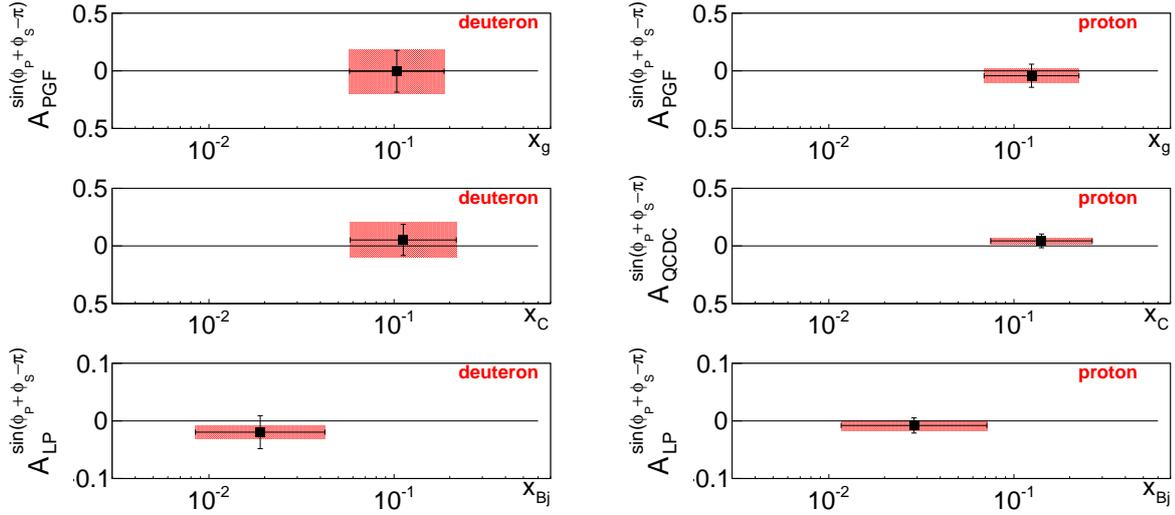 0.5
deuteron
0
0.5
A_PGF^sin(ϕ_P+ϕ_S−π)
10^-2
10^-1
x_g
0.5
proton
0
0.5
A_PGF^sin(ϕ_P+ϕ_S−π)
10^-2
10^-1
x_g
0.5
deuteron
0
0.5
10^-2
10^-1
x_C
0.5
proton
0
0.5
A_QCDC^sin(ϕ_P+ϕ_S−π)
10^-2
10^-1
x_C
0.1
deuteron
0
0.1
A_LP^sin(ϕ_P+ϕ_S−π)
10^-2
10^-1
x_Bj
0.1
proton
0
0.1
A_LP^sin(ϕ_P+ϕ_S−π)
10^-2
10^-1
x_Bj